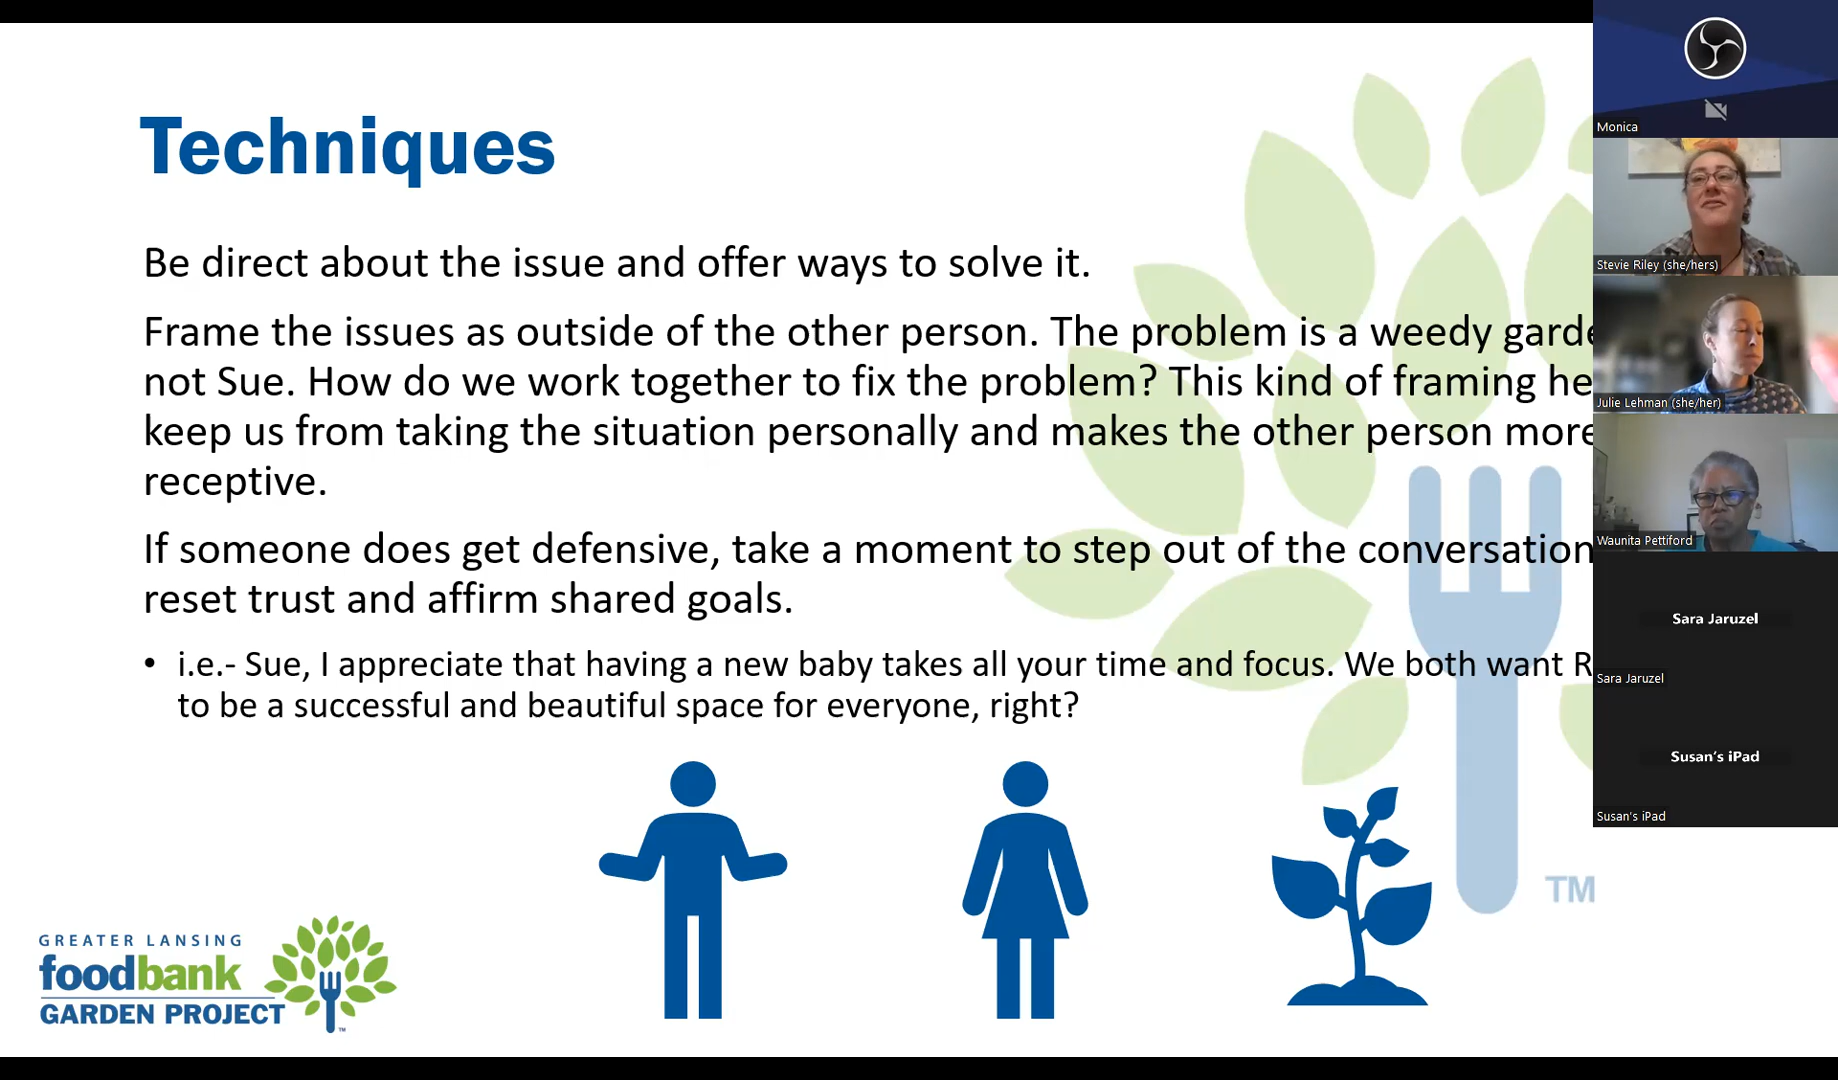 Techniques
Be direct about the issue and offer ways to solve it.
Frame the issues as outside of the other person. The problem is a weedy garde
not Sue. How do we work together to fix the problem? This kind of framing he
keep us from taking the situation personally and makes the other person more
receptive.
If someone does get defensive, take a moment to step out of the conversation
reset trust and affirm shared goals.
• i.e.- Sue, I appreciate that having a new baby takes all your time and focus. We both want R
to be a successful and beautiful space for everyone, right?
TM
GREATER LANSING
foodbank
GARDEN PROJECT
TM
Monica
Stevie Riley (she/hers)
Julie Lehman (she/her)
Waunita Pettiford
Sara Jaruzel
Sara Jaruzel
Susan's iPad
Susan's iPad